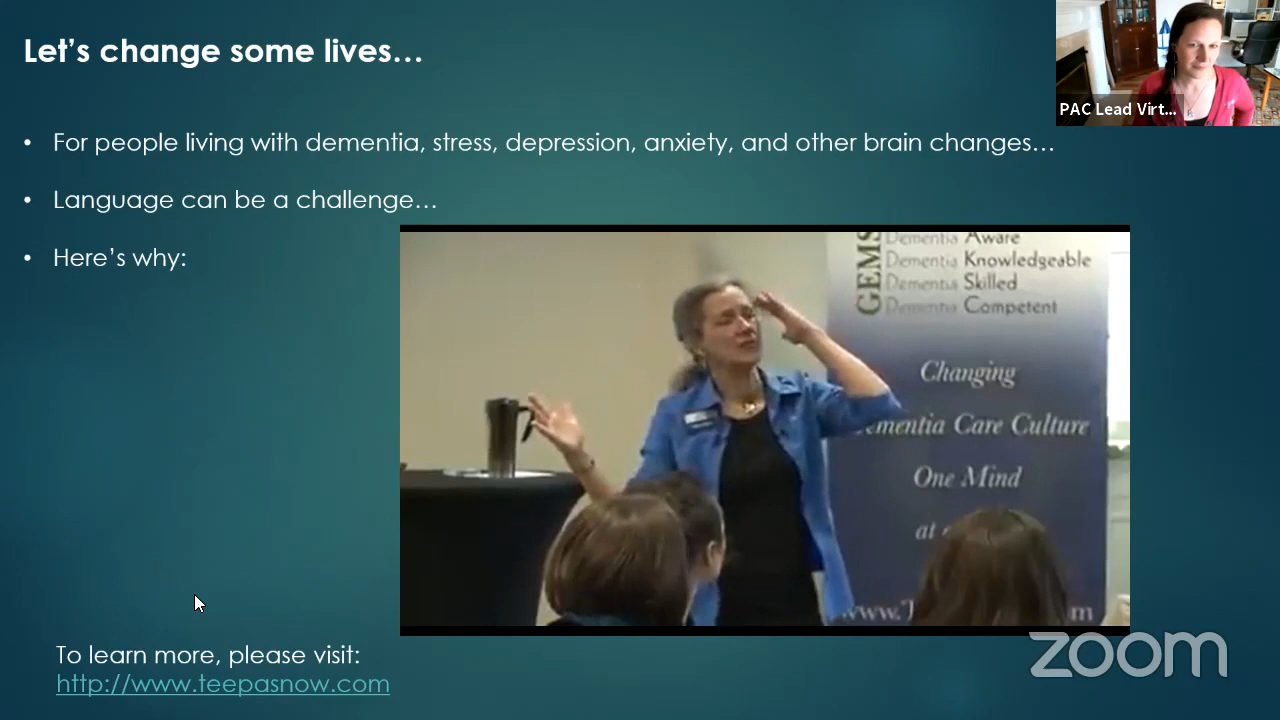 Let's change some lives…
PAC Lead Virt...
• For people living with dementia, stress, depression, anxiety, and other brain changes…
• Language can be a challenge…
• Here's why:
GEMS
Dementia Aware
Dementia Knowledgeable
Dementia Skilled
Dementia Competent
Changing
Dementia Care Culture
One Mind
at
To learn more, please visit:
http://www.teepasnow.com
zoom